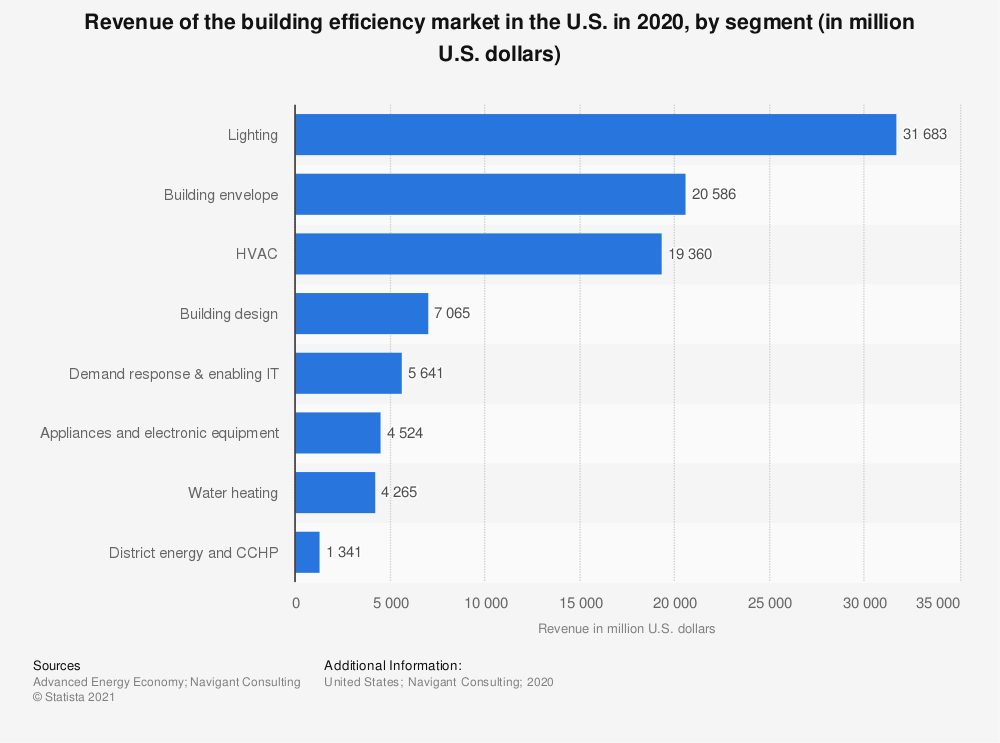 Revenue of the building efficiency market in the U.S. in 2020, by segment (in million
U.S. dollars)
Lighting
31 683
Building envelope
20 586
HVAC
19 360
Building design
7 065
Demand response & enabling IT
5 641
Appliances and electronic equipment
4 524
Water heating
4 265
District energy and CCHP
1 341
0 5 000 10 000 15 000 20 000 25 000 30 000 35 000
Revenue in million U.S. dollars
Sources
Advanced Energy Economy; Navigant Consulting
© Statista 2021
Additional Information:
United States; Navigant Consulting; 2020